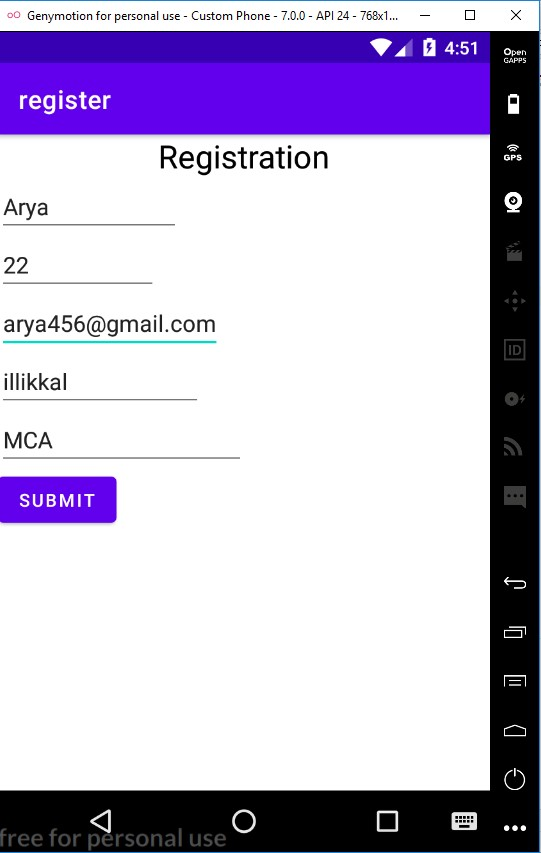 Genymotion for personal use - Custom Phone - 7.0.0 - API 24 - 768x1...
4:51
Open
GAPPS
register
Registration
GPS
Arya
22
arya456@gmail.com
ID
illikkal
MCA
SUBMIT
free for personal use